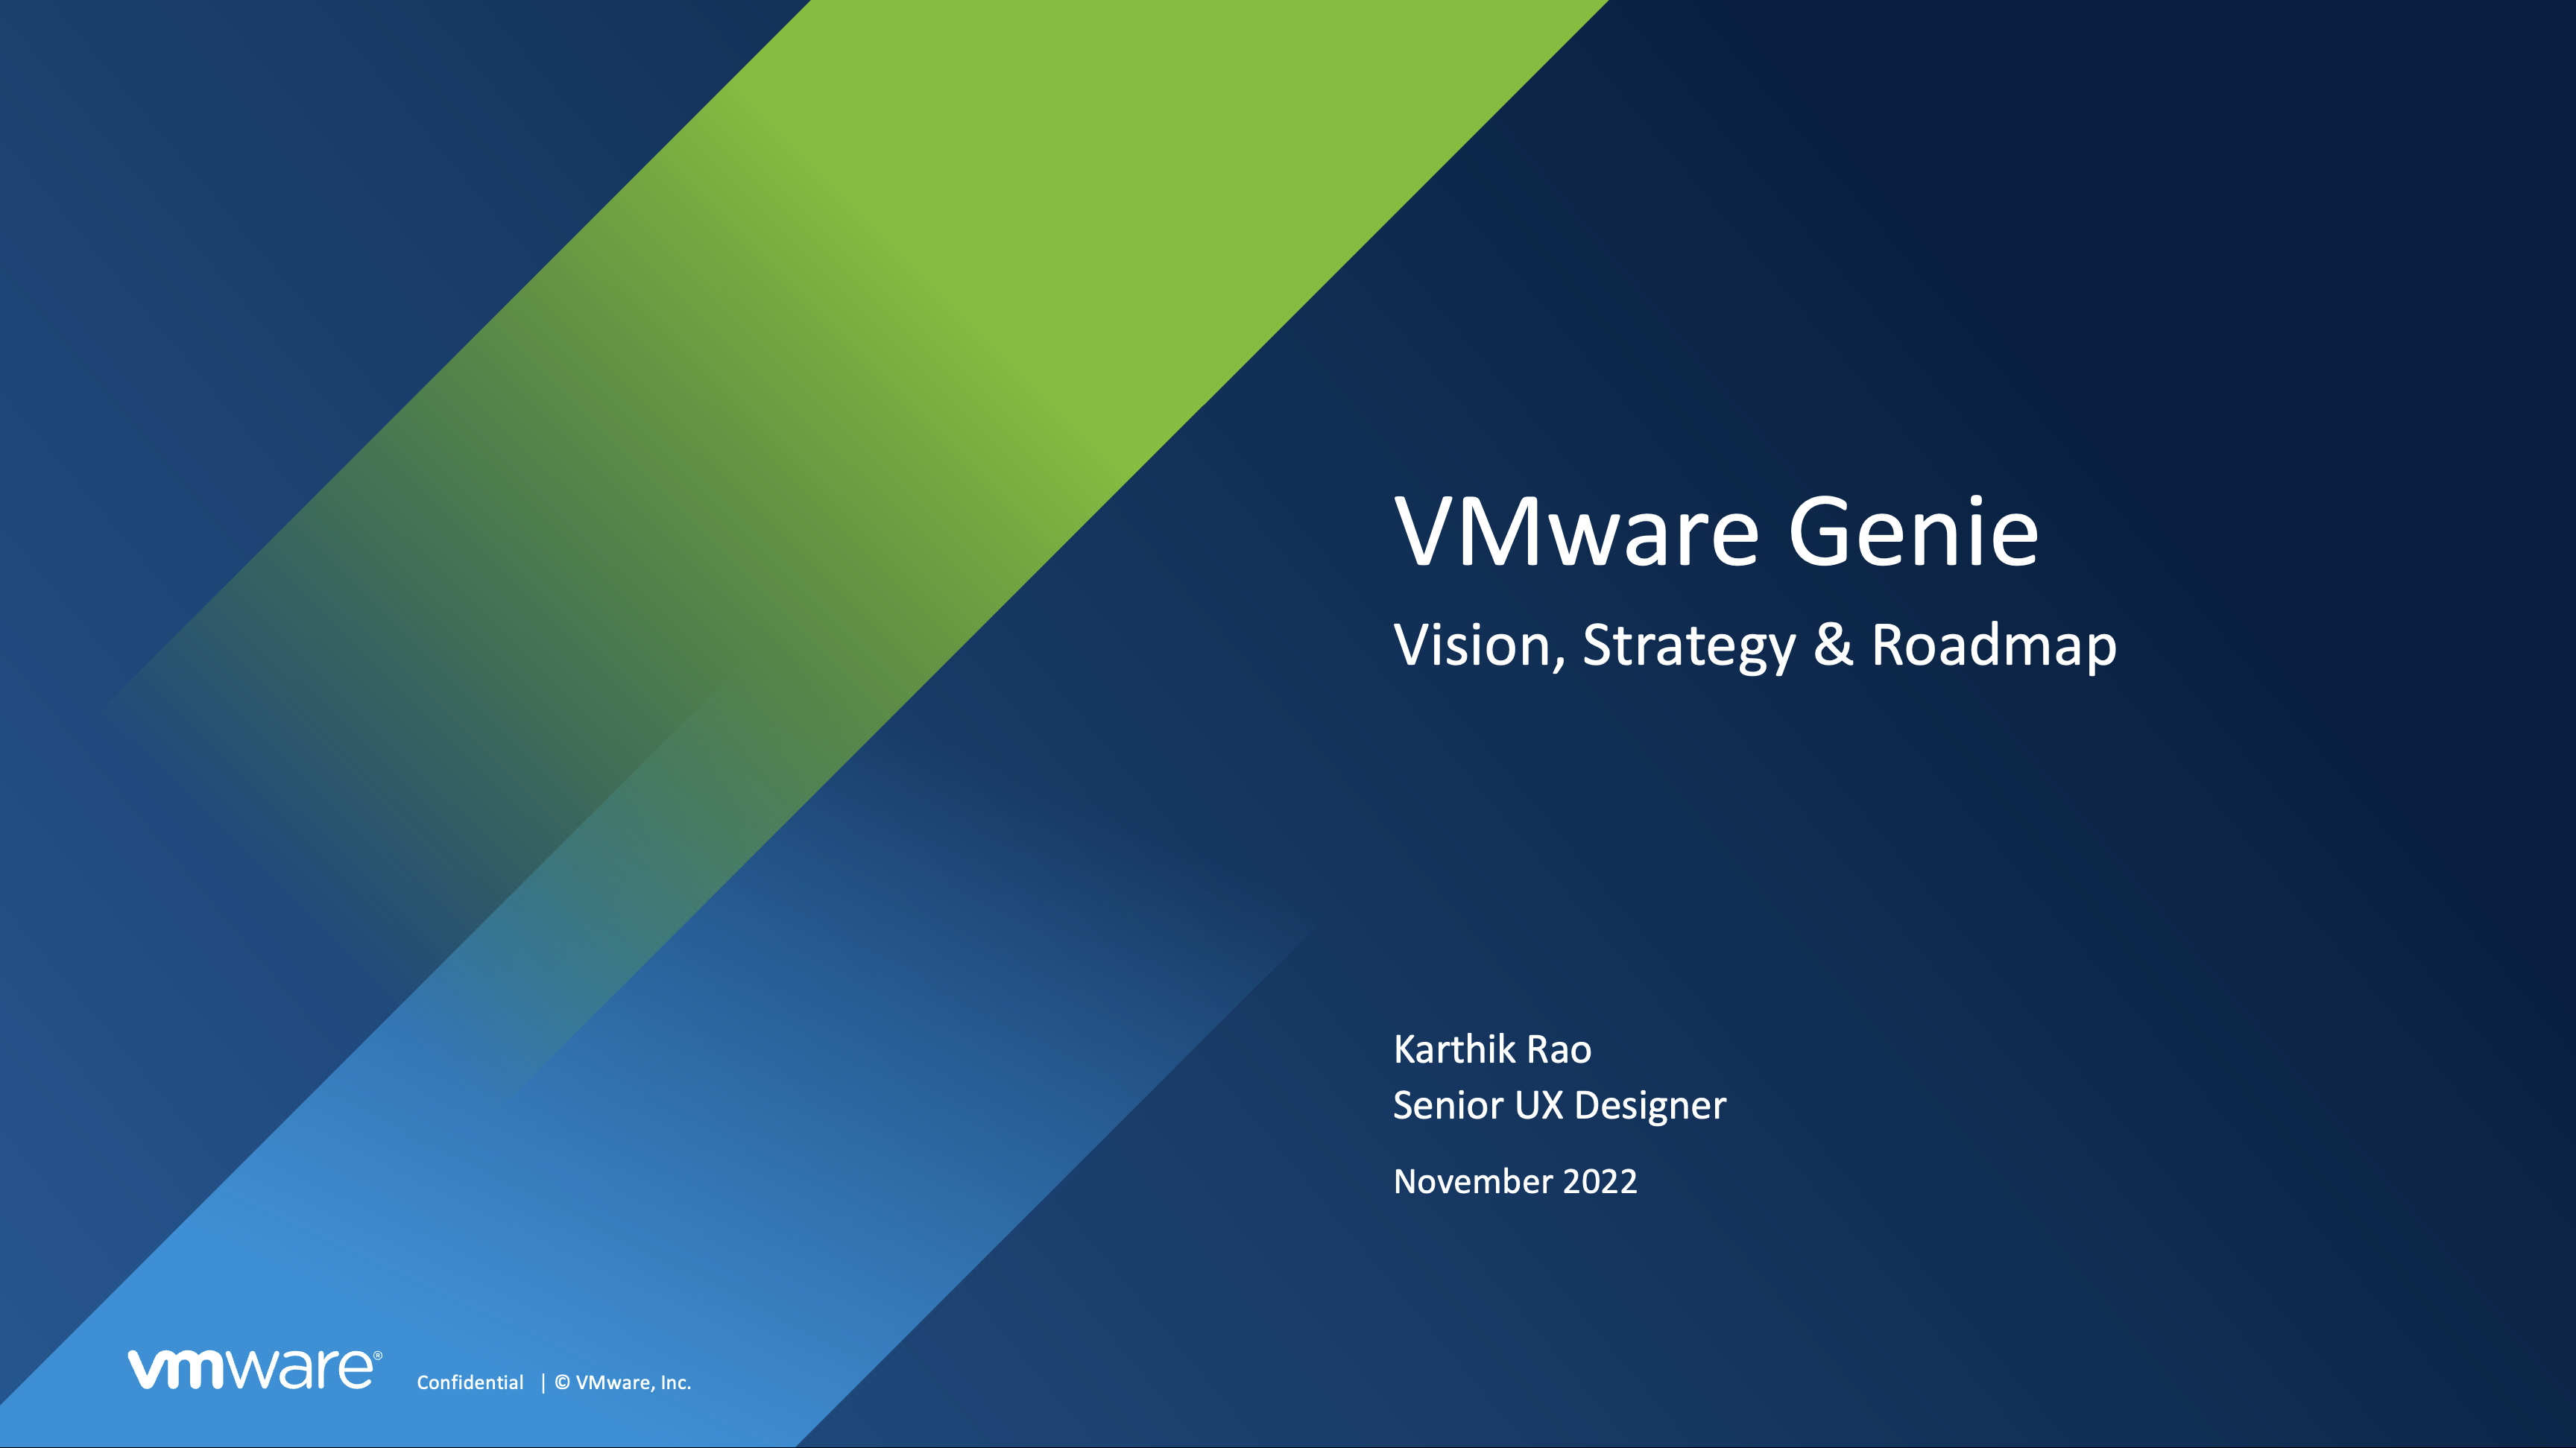 VMware Genie
Vision, Strategy & Roadmap
Karthik Rao
Senior UX Designer
November 2022
vmware®
Confidential | © VMware, Inc.